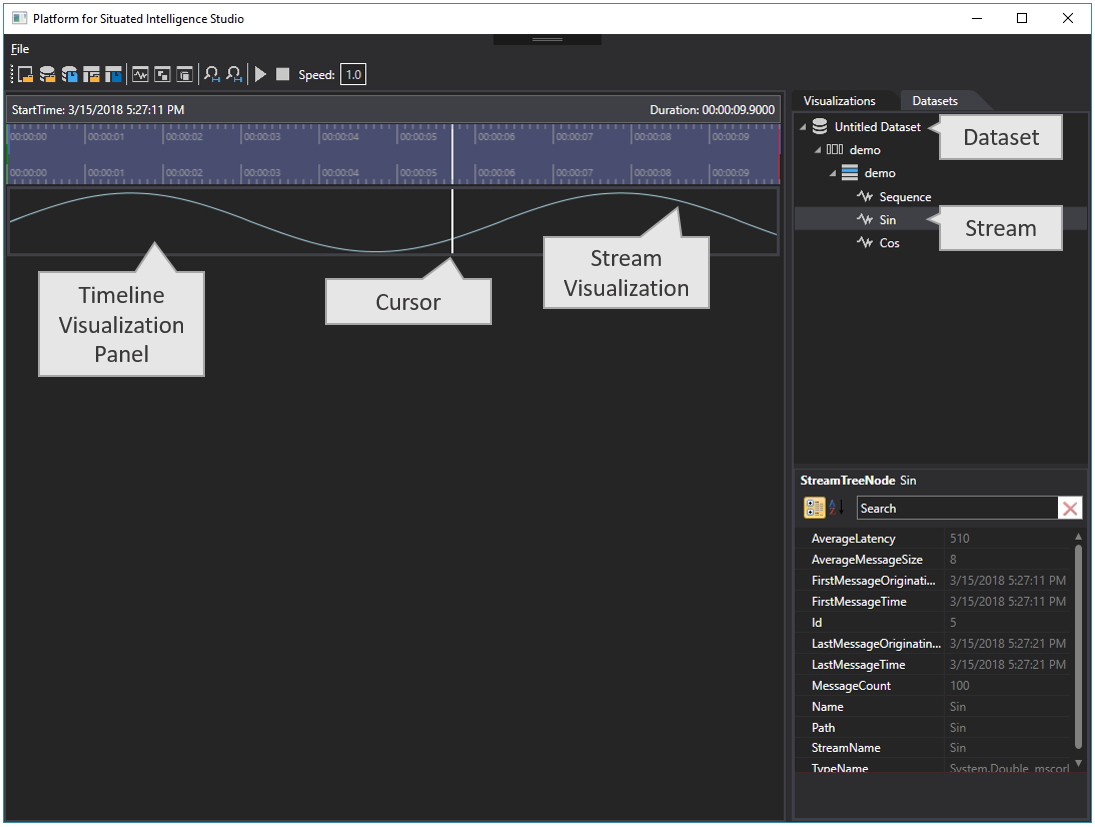 Platform for Situated Intelligence Studio
File
Speed: 1.0
StartTime: 3/15/2018 5:27:11 PM Duration: 00:00:09.9000
00:00:00 00:00:01 00:00:02 00:00:03 00:00:04 00:00:05 00:00:06 00:00:07 00:00:08 00:00:09
00:00:00 00:00:01 00:00:02 00:00:03 00:00:04 00:00:05 00:00:06 00:00:07 00:00:08 00:00:09
Timeline
Visualization
Panel
Cursor
Stream
Visualization
Visualizations Datasets
Untitled Dataset
Dataset
demo
demo
Sequence
Sin
Stream
Cos
StreamTreeNode Sin
Search
AverageLatency 510
AverageMessageSize 8
FirstMessageOriginati... 3/15/2018 5:27:11 PM
FirstMessageTime 3/15/2018 5:27:11 PM
Id 5
LastMessageOriginatin... 3/15/2018 5:27:21 PM
LastMessageTime 3/15/2018 5:27:21 PM
MessageCount 100
Name Sin
Path Sin
StreamName Sin
TypeName System.Double, mscorl